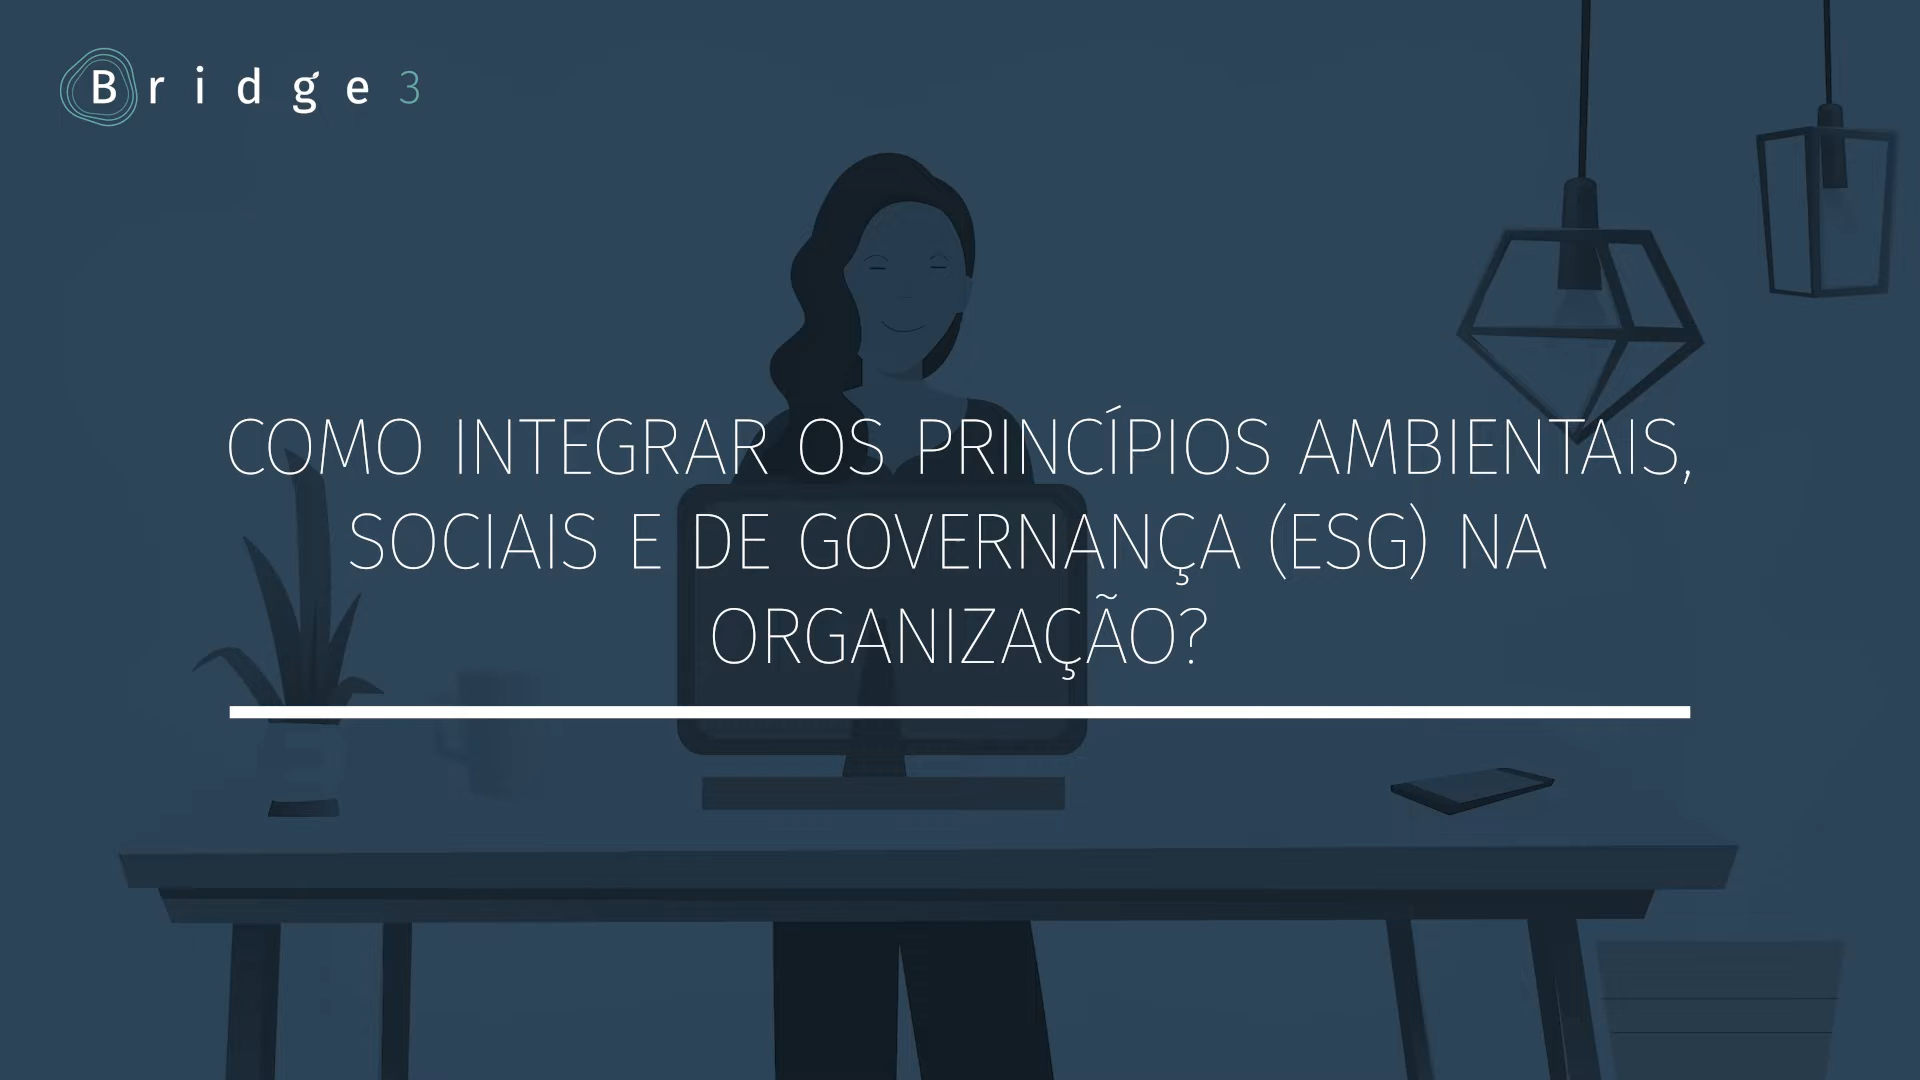 Bridge3
COMO INTEGRAR OS PRINCÍPIOS AMBIENTAIS,
SOCIAIS E DE GOVERNANÇA (ESG) NA
ORGANIZAÇÃO?